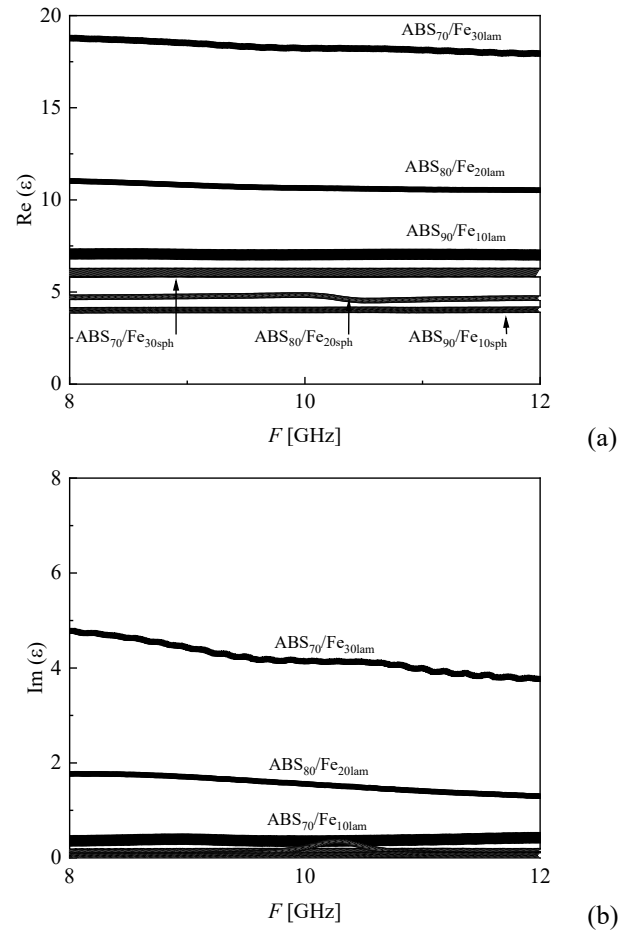 20
ABS70/Fe30lam
15
ABS80/Fe20lam
10
Re (ε)
ABS90/Fe10lam
5
ABS70/Fe30sph ABS80/Fe20sph ABS90/Fe10sph
0
8 10 12
F [GHz] (a)
8
6
ABS70/Fe30lam
4
Im (ε)
ABS80/Fe20lam
2
ABS70/Fe10lam
0
8 10 12
F [GHz] (b)